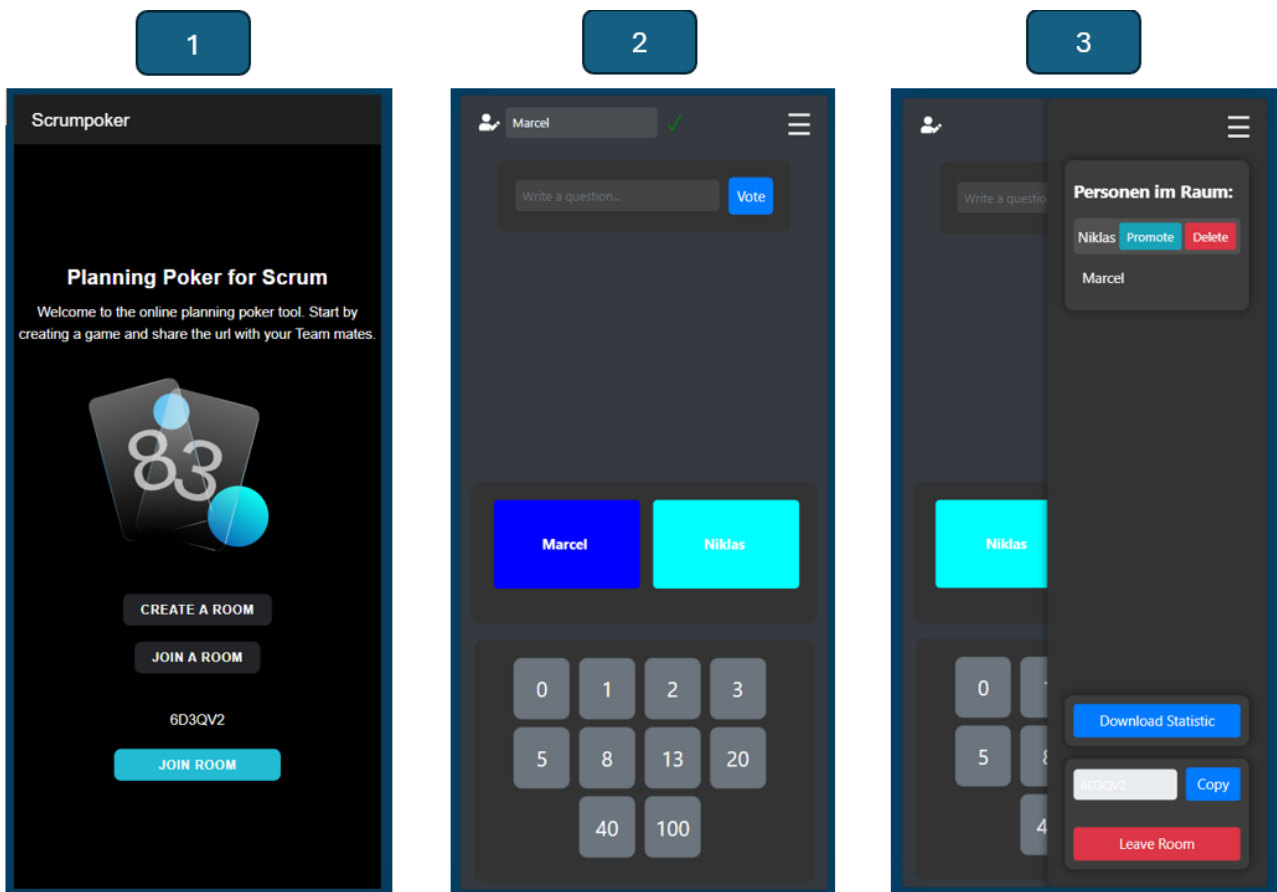 1
Scrumpoker
Planning Poker for Scrum
Welcome to the online planning poker tool. Start by
creating a game and share the url with your Team mates.
83
CREATE A ROOM
JOIN A ROOM
6D3QV2
JOIN ROOM
2
Marcel
Write a question... Vote
Marcel Niklas
0 1 2 3
5 8 13 20
40 100
3
Write a questio
Personen im Raum:
Niklas Promote Delete
Marcel
Niklas
0
5
4
Download Statistic
6D3QV2 Copy
Leave Room